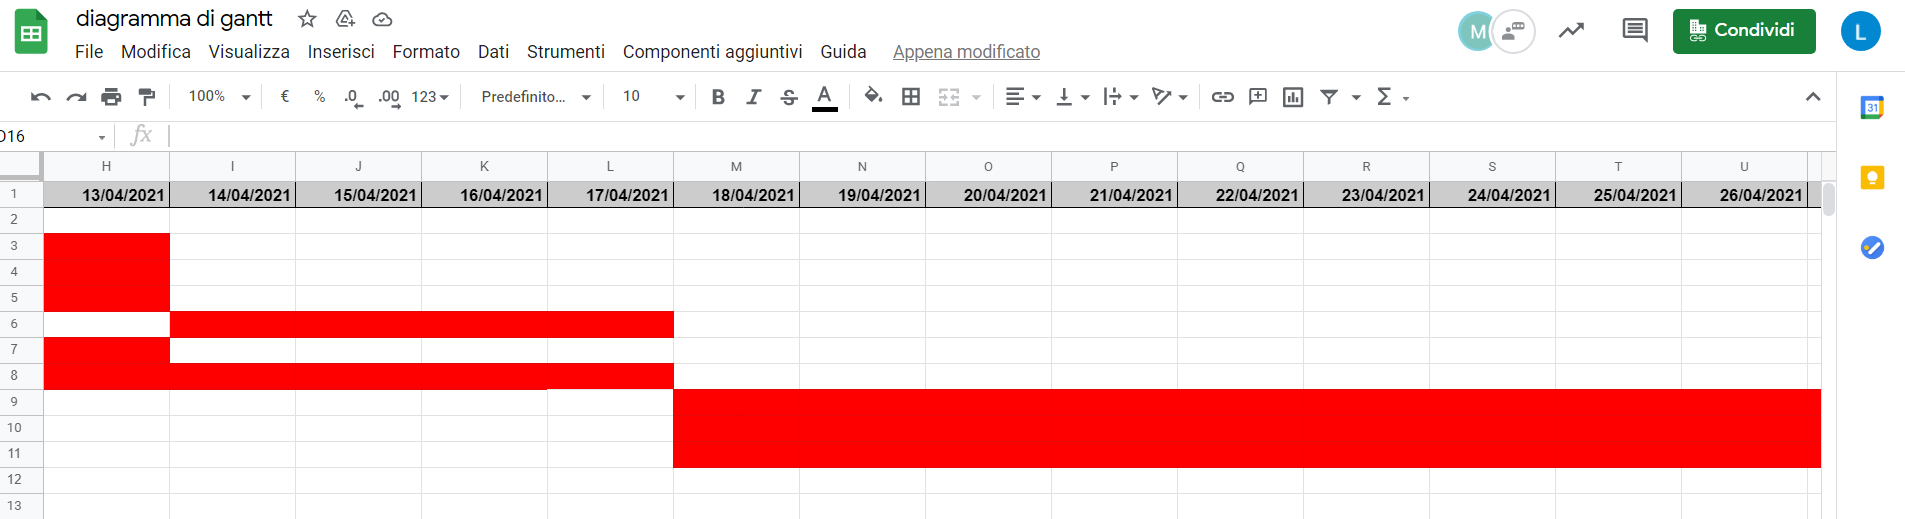 diagramma di gantt
File Modifica Visualizza Inserisci Formato Dati Strumenti Componenti aggiuntivi Guida Appena modificato
M Condividi L
100% € % .0 .00 123 Predefinito... 10 B I S A Σ
31
D16 fx
H I J K L M N O P Q R S T U
1 13/04/2021 14/04/2021 15/04/2021 16/04/2021 17/04/2021 18/04/2021 19/04/2021 20/04/2021 21/04/2021 22/04/2021 23/04/2021 24/04/2021 25/04/2021 26/04/2021
2
3
4
5
6
7
8
9
10
11
12
13